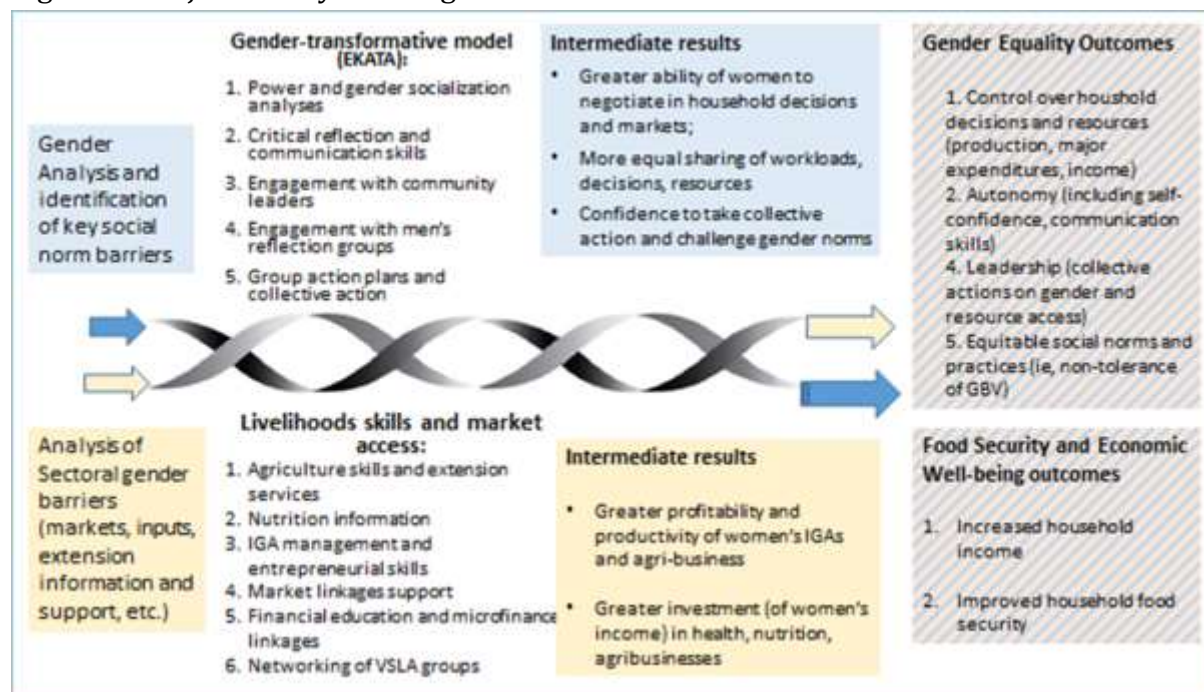 Gender-transformative model
(EKATA):
1. Power and gender socialization
analyses
2. Critical reflection and
communication skills
3. Engagement with community
leaders
4. Engagement with men's
reflection groups
5. Group action plans and
collective action
Intermediate results
• Greater ability of women to
negotiate in household decisions
and markets;
• More equal sharing of workloads,
decisions, resources
• Confidence to take collective
action and challenge gender norms
Gender Equality Outcomes
1. Control over houshold
decisions and resources
(production, major
expenditures, income)
2. Autonomy (including self-
confidence, communication
skills)
4. Leadership (collective
actions on gender and
resource access)
5. Equitable social norms and
practices (ie, non-tolerance
of GBV)
Gender
Analysis and
identification
of key social
norm barriers
Analysis of
Sectoral gender
barriers
(markets, inputs,
extension
information and
support, etc.)
Livelihoods skills and market
access:
1. Agriculture skills and extension
services
2. Nutrition information
3. IGA management and
entrepreneurial skills
4. Market linkages support
5. Financial education and microfinance
linkages
6. Networking of VSLA groups
Intermediate results
• Greater profitability and
productivity of women's IGAs
and agri-business
• Greater investment (of women's
income) in health, nutrition,
agribusinesses
Food Security and Economic
Well-being outcomes
1. Increased household
income
2. Improved household food
security